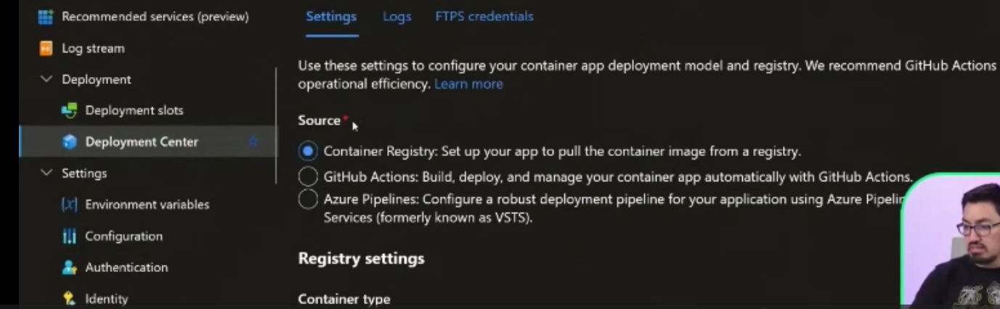 Recommended services (preview)
Log stream
Deployment
Deployment slots
Deployment Center
Settings
Environment variables
Configuration
Authentication
Identity
Settings Logs FTPS credentials
Use these settings to configure your container app deployment model and registry. We recommend GitHub Actions
operational efficiency. Learn more
Source *
Container Registry: Set up your app to pull the container image from a registry.
GitHub Actions: Build, deploy, and manage your container app automatically with GitHub Actions.
Azure Pipelines: Configure a robust deployment pipeline for your application using Azure
Services (formerly known as VSTS).
Registry settings
Container type